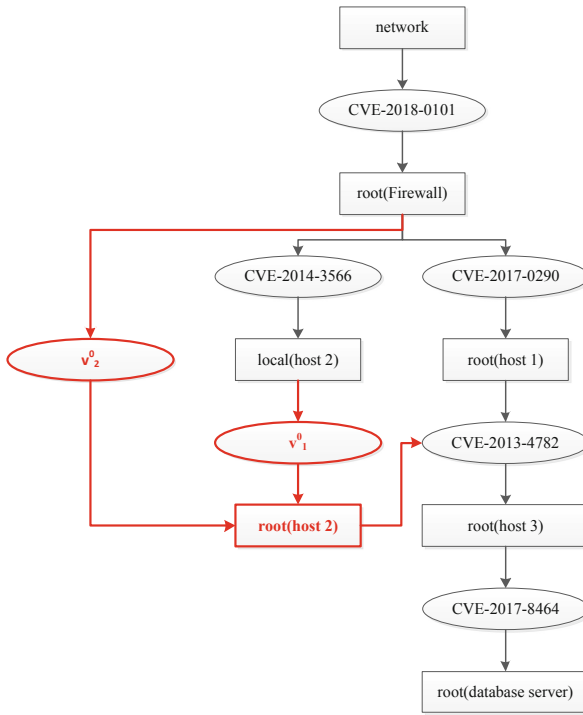 network
CVE-2018-0101
root(Firewall)
CVE-2014-3566
CVE-2017-0290
v⁰₂
local(host 2)
root(host 1)
v⁰₁
CVE-2013-4782
root(host 2)
root(host 3)
CVE-2017-8464
root(database server)